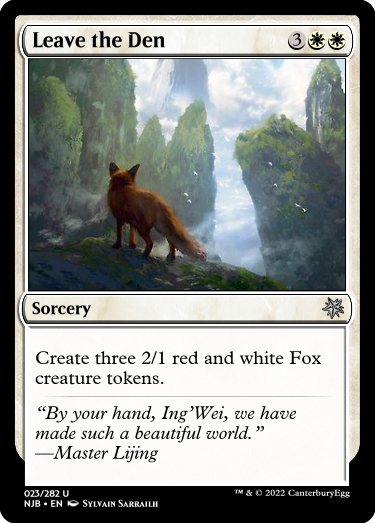 Leave the Den 3
Sorcery
Create three 2/1 red and white Fox
creature tokens.
“By your hand, Ing’Wei, we have
made such a beautiful world.”
—Master Lijing
023/282 U
NJB • EN Sylvain Sarrailh
™ & © 2022 CanterburyEgg